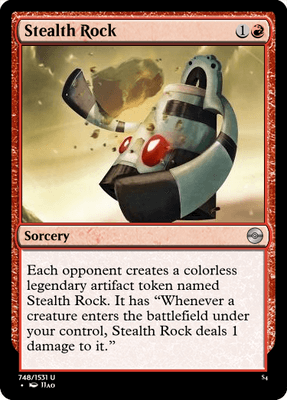 Stealth Rock 1
Sorcery
Each opponent creates a colorless
legendary artifact token named
Stealth Rock. It has “Whenever a
creature enters the battlefield under
your control, Stealth Rock deals 1
damage to it.”
748/1531 U
S4